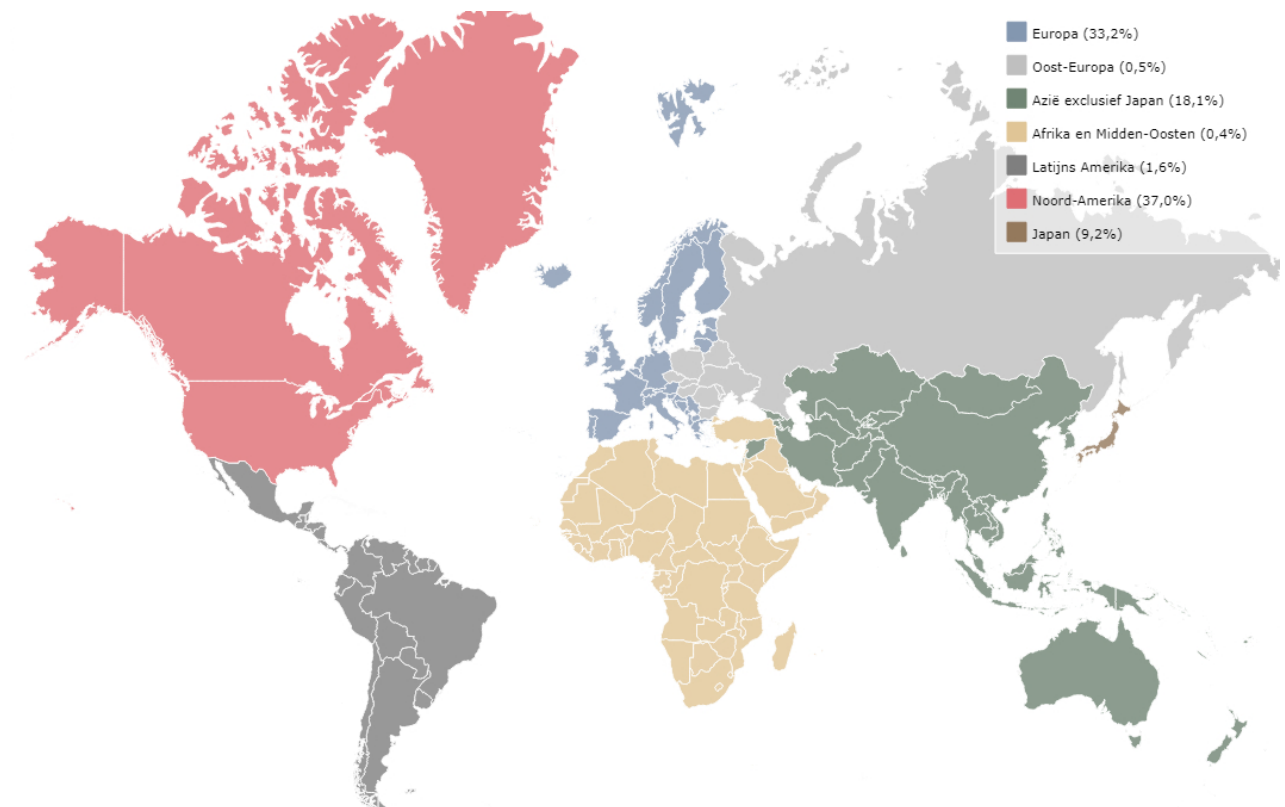 Europa (33,2%)
Oost-Europa (0,5%)
Azië exclusief Japan (18,1%)
Afrika en Midden-Oosten (0,4%)
Latijns Amerika (1,6%)
Noord-Amerika (37,0%)
Japan (9,2%)